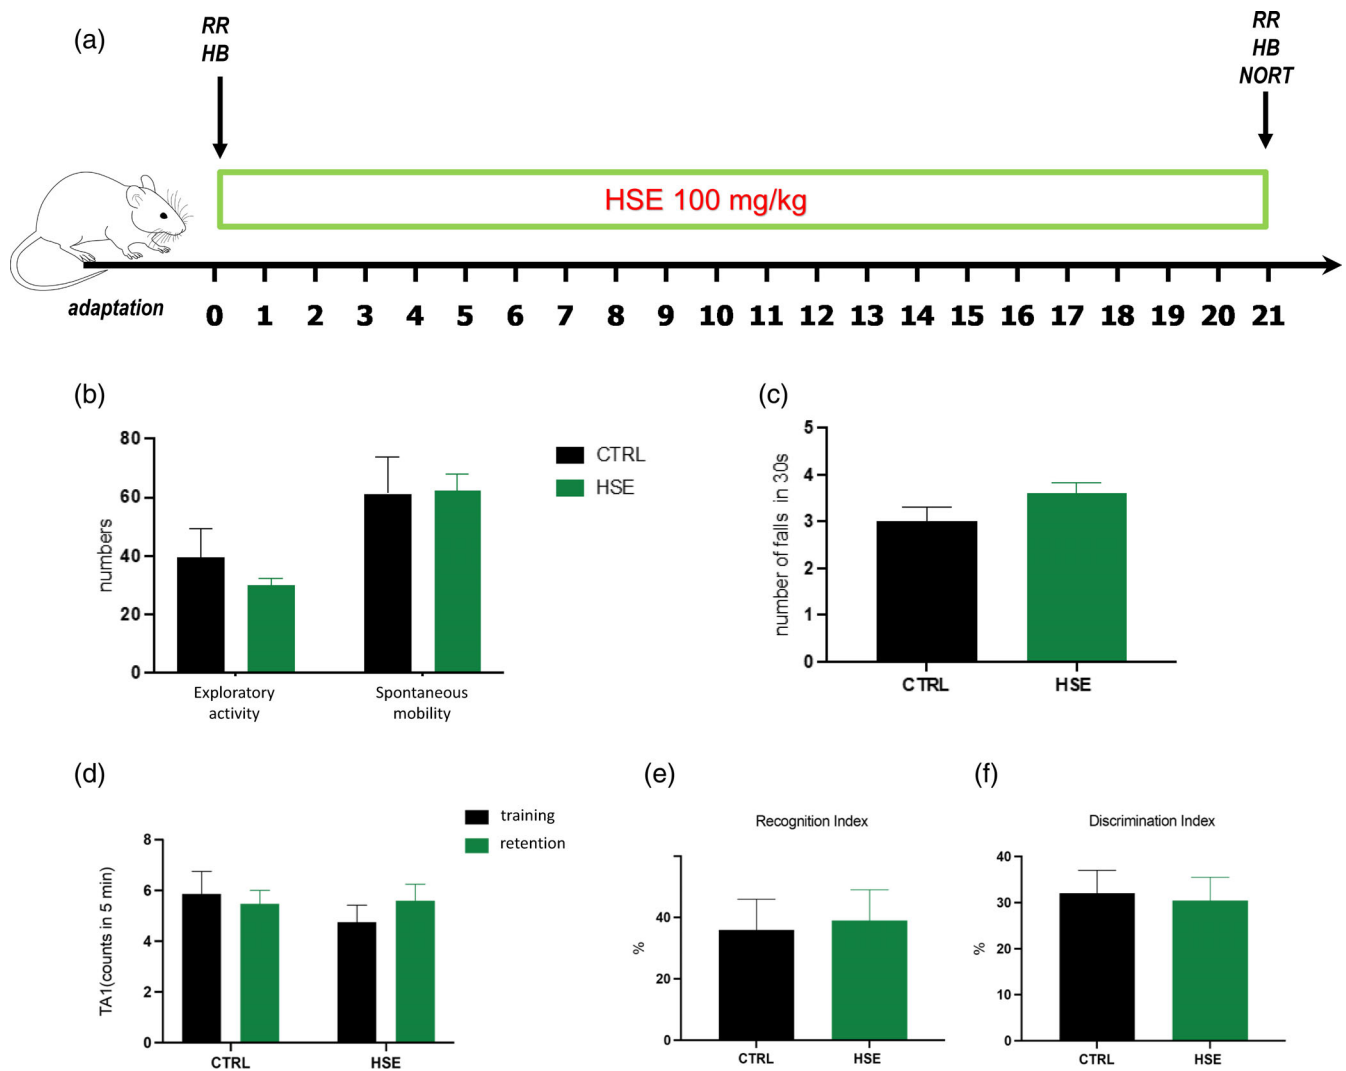 (a)
RR
HB
RR
HB
NORT
HSE 100 mg/kg
adaptation
0 1 2 3 4 5 6 7 8 9 10 11 12 13 14 15 16 17 18 19 20 21
(b)
80
60
40
20
0
numbers
Exploratory
activity
Spontaneous
mobility
CTRL
HSE
(c)
5
4
3
2
1
0
number of falls in 30s
CTRL
HSE
(d)
training
retention
8
6
4
2
0
TA1(counts in 5 min)
CTRL
HSE
(e)
Recognition Index
40
20
0
%
CTRL
HSE
(f)
Discrimination Index
40
30
20
10
0
%
CTRL
HSE